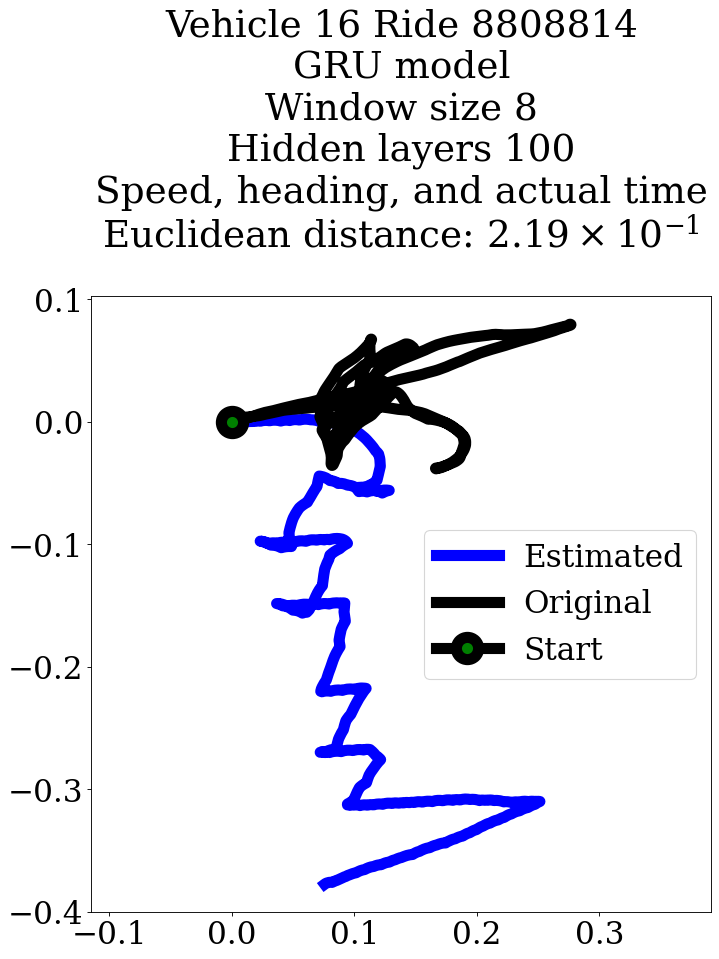 Vehicle 16 Ride 8808814
GRU model
Window size 8
Hidden layers 100
Speed, heading, and actual time
Euclidean distance: 2.19 × 10⁻¹
0.1
0.0
−0.1
−0.2
−0.3
−0.4
Estimated
Original
Start
−0.1 0.0 0.1 0.2 0.3